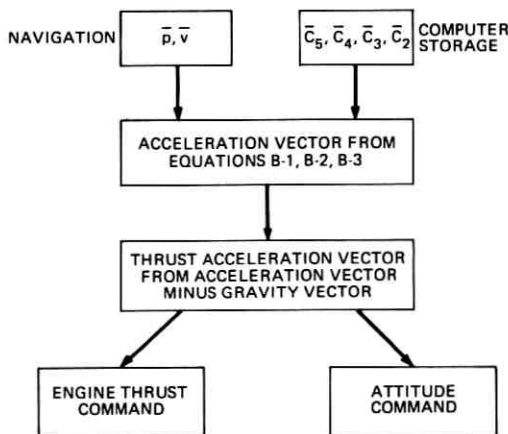 NAVIGATION
p̅, v̅
C̅₅, C̅₄, C̅₃, C̅₂
COMPUTER
STORAGE
ACCELERATION VECTOR FROM
EQUATIONS B-1, B-2, B-3
THRUST ACCELERATION VECTOR
FROM ACCELERATION VECTOR
MINUS GRAVITY VECTOR
ENGINE THRUST
COMMAND
ATTITUDE
COMMAND